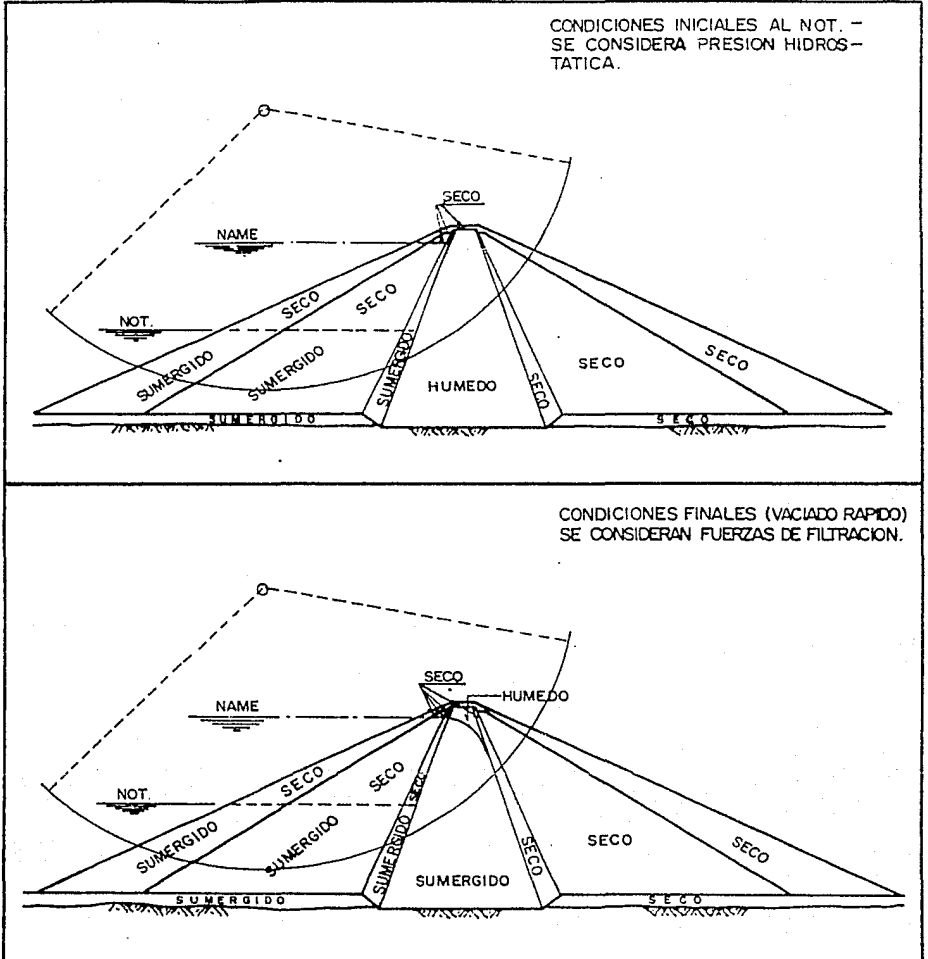 CONDICIONES INICIALES AL NOT. –
SE CONSIDERA PRESION HIDROS–
TATICA.
SECO
NAME
SECO
SECO
NOT.
SUMERGIDO
SUMERGIDO
SUMERGIDO
HUMEDO
SECO
SECO
SECO
SUMERGIDO
SECO
CONDICIONES FINALES (VACIADO RAPIDO)
SE CONSIDERAN FUERZAS DE FILTRACION.
SECO
HUMEDO
NAME
SECO
SECO
SECO
NOT.
SUMERGIDO
SUMERGIDO
SUMERGIDO
SUMERGIDO
SECO
SECO
SECO
SUMERGIDO
SECO